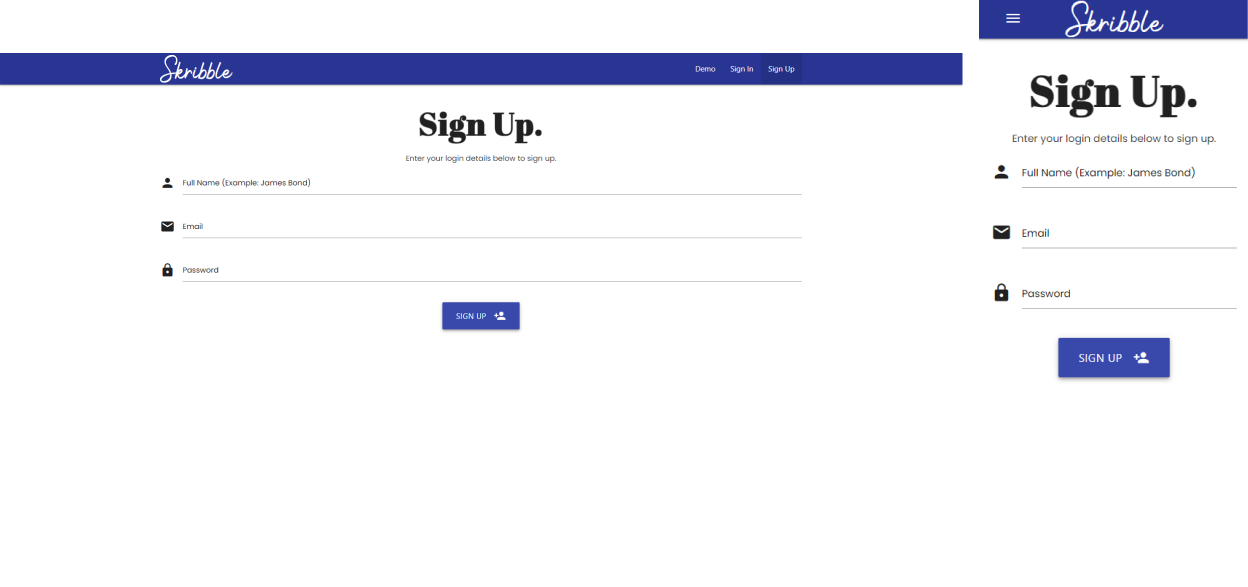 Skribble
Demo Sign In Sign Up
Sign Up.
Enter your login details below to sign up.
Full Name (Example: James Bond)
Email
Password
SIGN UP
Skribble
Sign Up.
Enter your login details below to sign up.
Full Name (Example: James Bond)
Email
Password
SIGN UP